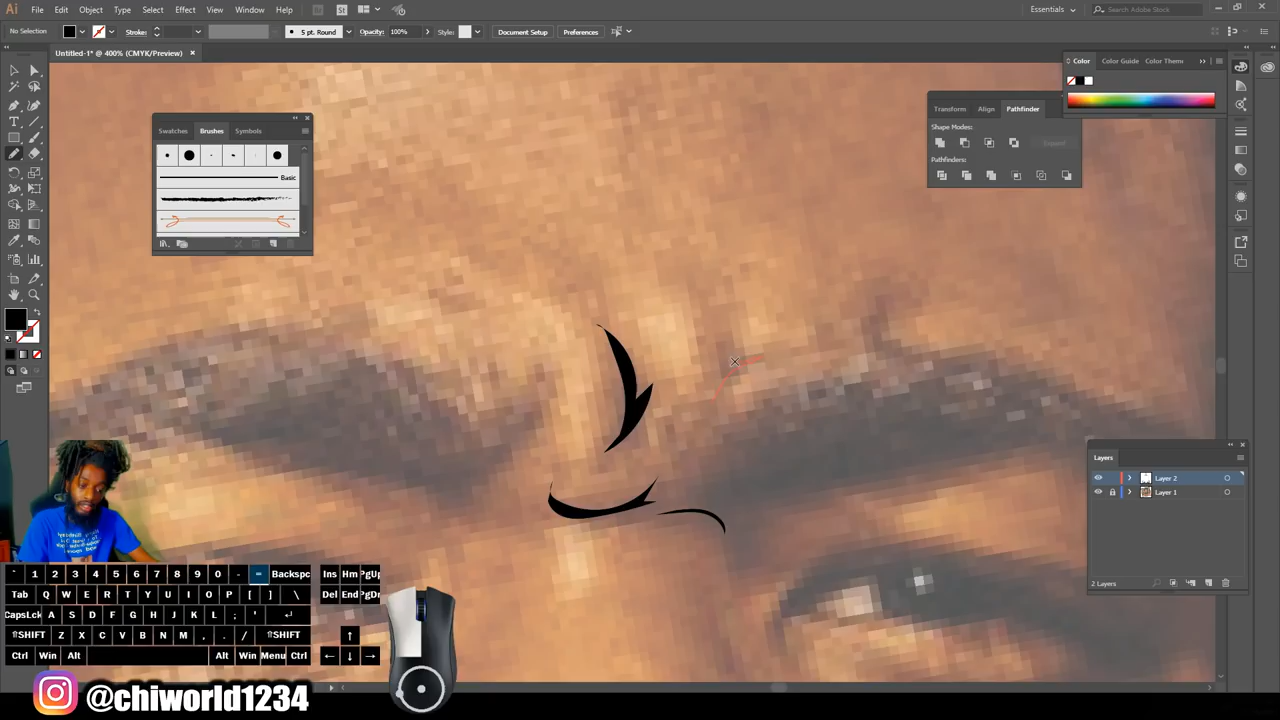 Ai File Edit Object Type Select Effect View Window Help Br St Essentials Search Adobe Stock
No Selection Stroke: 5 pt. Round Opacity: 100% Style: Document Setup Preferences
Untitled-1* @ 400% (CMYK/Preview) ×
Color Color Guide Color Them
Transform Align Pathfinder
Shape Modes:
Expand
Pathfinders:
Swatches Brushes Symbols
Basic
Layers
Layer 2
Layer 1
2 Layers
` 1 2 3 4 5 6 7 8 9 0 - = Backspc Ins Hm PgUp
Tab Q W E R T Y U I O P [ ] \ Del End PgDn
CapsLck A S D F G H J K L ; '
SHIFT Z X C V B N M , . / SHIFT
Ctrl Win Alt Alt Win Menu Ctrl
@chiworld1234